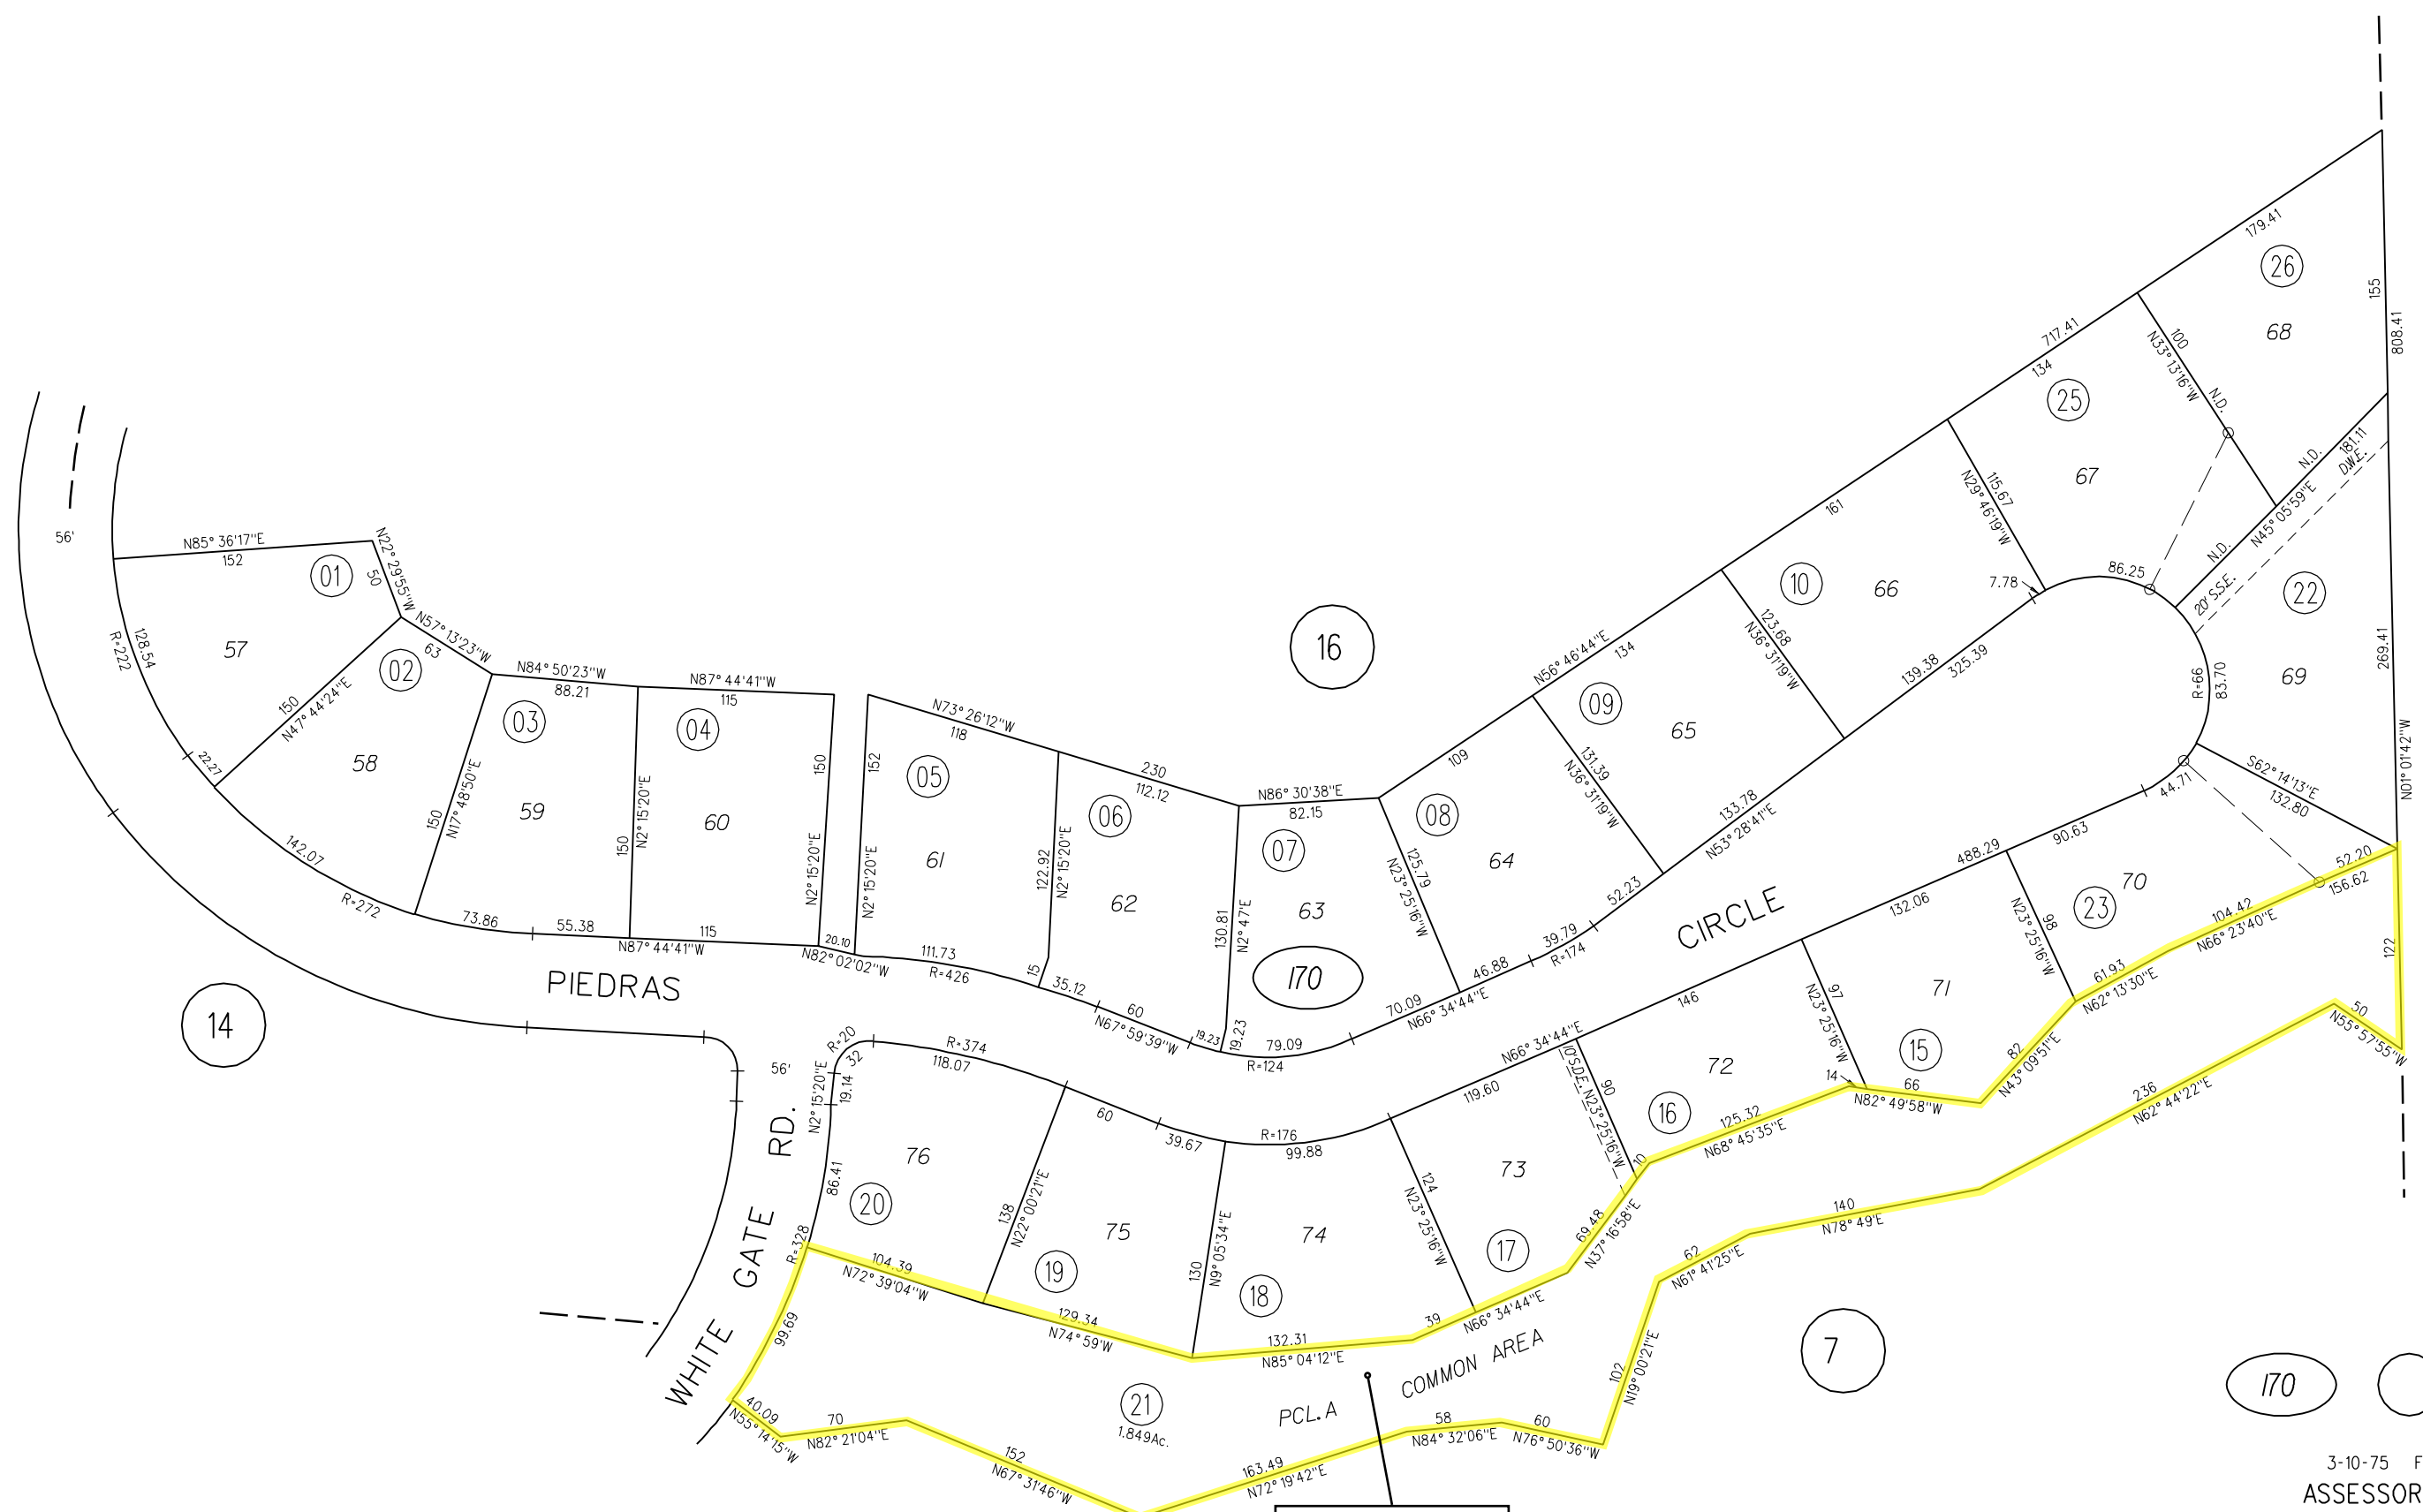 179.41
26
68
155
808.41
717.41
134
100
N33°13'16"W
N.D.
25
67
N.D.
181.11
D.W.E.
N45°05'59"E
N.D.
20' S.S.E.
115.67
N29°46'19"W
161
10
66
7.78
86.25
22
69
269.41
N01°01'42"W
R=66
83.70
S62°14'13"E
132.80
44.71
56'
N85°36'17"E
152
01
N22°29'55"W
50
57
128.54
R=222
22.27
N57°13'23"W
63
02
150
N47°44'24"E
58
142.07
R=272
N84°50'23"W
88.21
03
59
150
N17°48'50"E
73.86
55.38
N87°44'41"W
115
04
60
150
N2°15'20"E
150
N2°15'20"E
115
N87°44'41"W
20.10
N82°02'02"W
152
N2°15'20"E
N73°26'12"W
118
05
61
111.73
R=426
122.92
N2°15'20"E
15
230
112.12
06
62
35.12
60
N67°59'39"W
19.23
19.23
130.81
N2°47'E
N86°30'38"E
82.15
07
63
170
79.09
R=124
16
109
08
64
125.79
N23°25'16"W
70.09
N66°34'44"E
46.88
39.79
R=174
52.23
N56°46'44"E
134
09
65
131.39
N36°31'19"W
133.78
N53°28'41"E
123.68
N36°31'19"W
139.38
325.39
PIEDRAS
CIRCLE
14
56'
WHITE GATE RD.
R=20
32
19.14
N2°15'20"E
86.41
R=328
99.69
R=374
118.07
76
20
60
39.67
138
N22°00'21"E
75
19
R=176
99.88
130
N9°05'34"E
74
18
119.60
N66°34'44"E
124
N23°25'16"W
73
17
10' S.D.E.
N23°25'16"W
90
10
146
72
16
132.06
488.29
97
N23°25'16"W
71
15
90.63
98
N23°25'16"W
70
23
52.20
156.62
104.42
N66°23'40"E
61.93
N62°13'30"E
82
N43°09'51"E
14
66
N82°49'58"W
125.32
N68°45'35"E
69.48
N37°16'58"E
39
N66°34'44"E
132.31
N85°04'12"E
129.34
N74°59'W
104.39
N72°39'04"W
122
50
N55°57'55"W
236
N62°44'22"E
140
N78°49'E
62
N61°41'25"E
102
N19°00'21"E
60
N76°50'36"W
58
N84°32'06"E
163.49
N72°19'42"E
152
N67°31'46"W
70
N82°21'04"E
40.09
N55°14'15"W
21
1.849Ac.
PCL. A
COMMON AREA
7
170
3-10-75 F
ASSESSOR